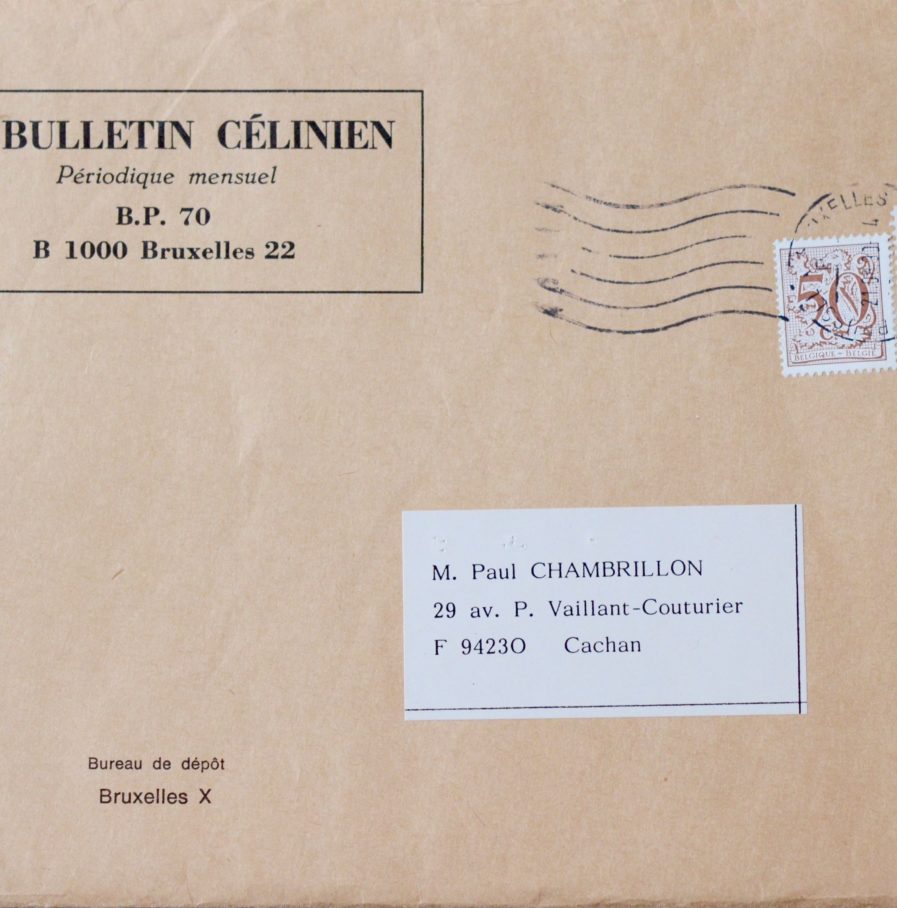 BULLETIN CÉLINIEN
Périodique mensuel
B.P. 70
B 1000 Bruxelles 22
XELLES
50
BELGIQUE - BELGIË
M. Paul CHAMBRILLON
29 av. P. Vaillant-Couturier
F 94230 Cachan
Bureau de dépôt
Bruxelles X